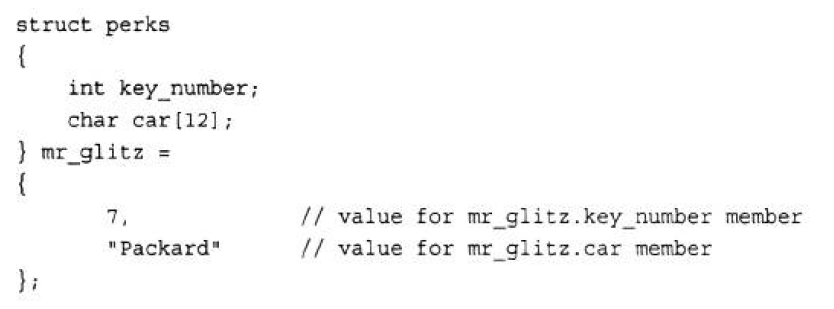 struct perks
{
    int key_number;
    char car[12];
} mr_glitz =
{
        7,              // value for mr_glitz.key_number member
        "Packard"       // value for mr_glitz.car member
};